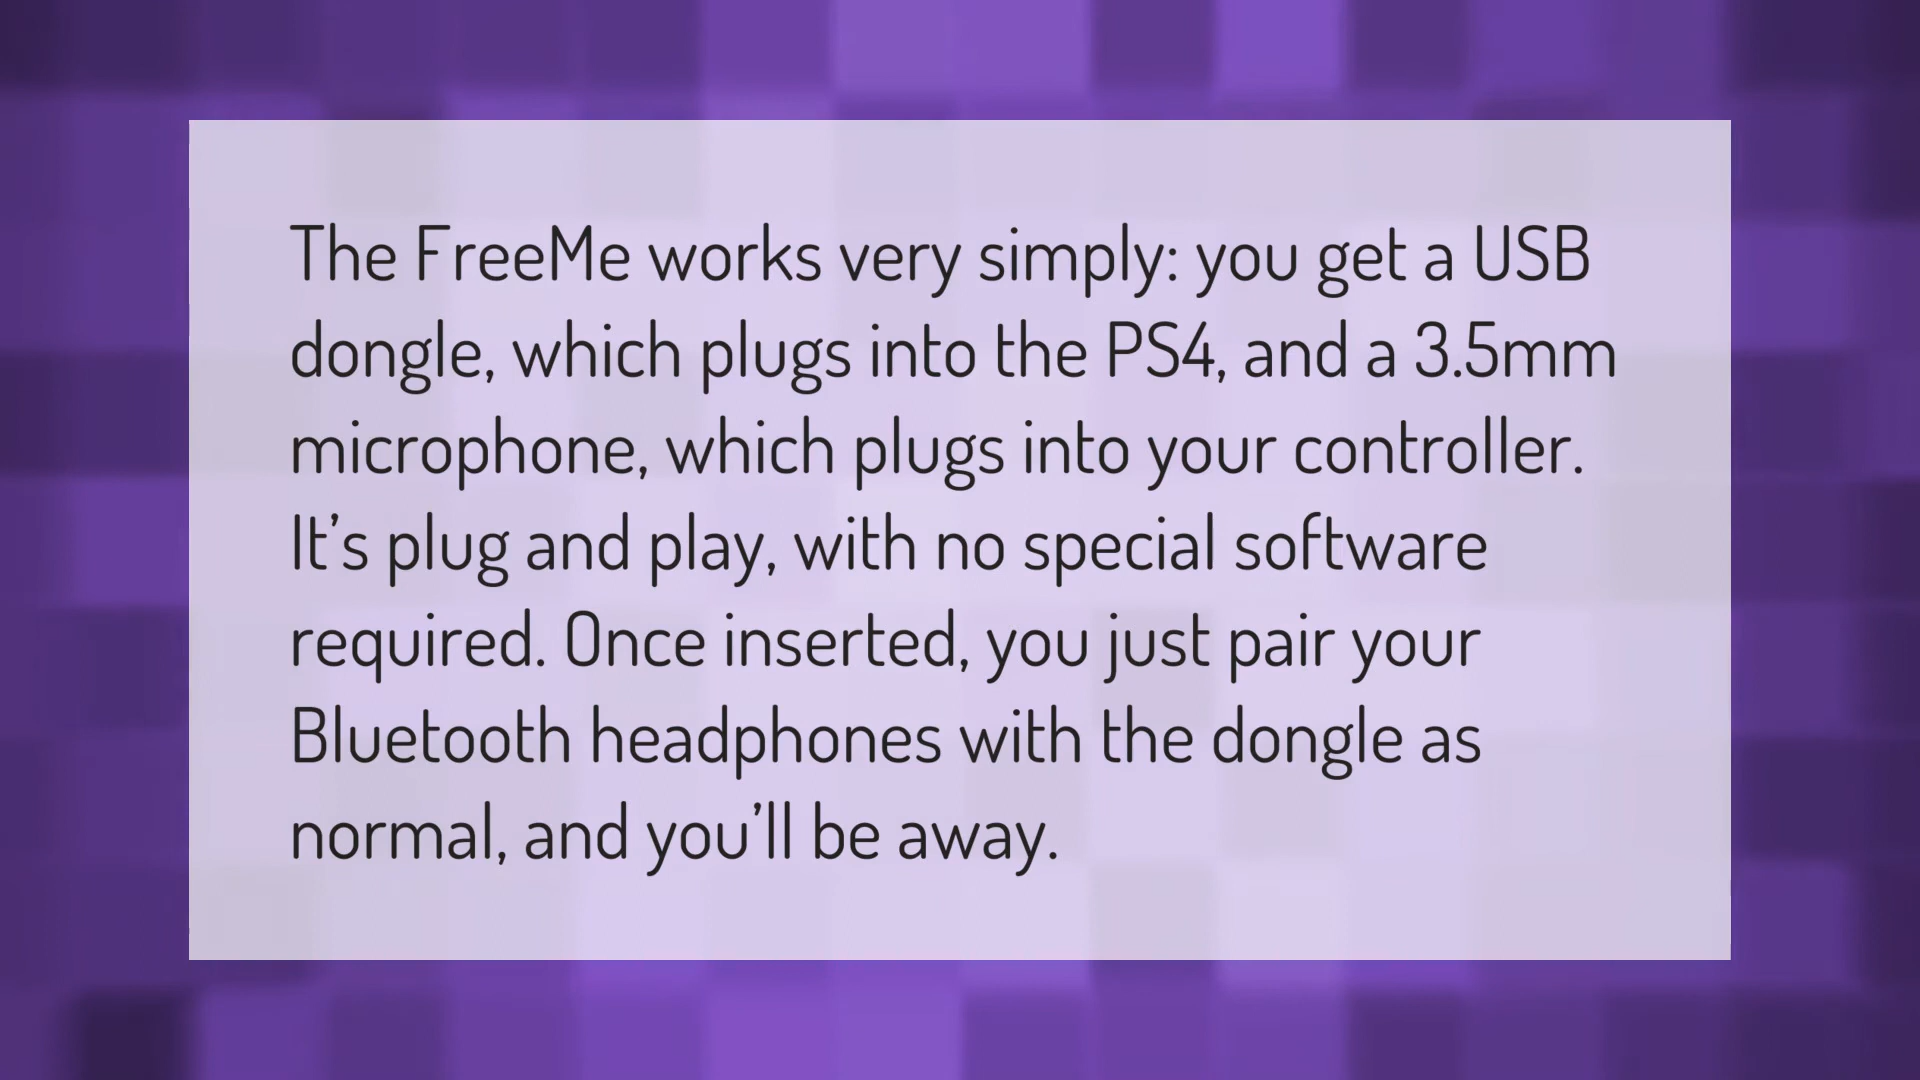 The FreeMe works very simply: you get a USB
dongle, which plugs into the PS4, and a 3.5mm
microphone, which plugs into your controller.
It’s plug and play, with no special software
required. Once inserted, you just pair your
Bluetooth headphones with the dongle as
normal, and you’ll be away.